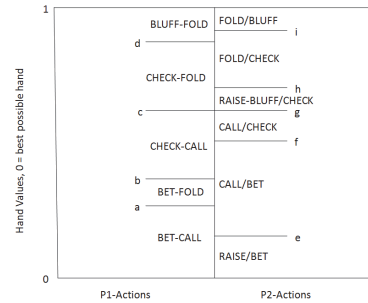 1
BLUFF-FOLD
FOLD/BLUFF
i
d
FOLD/CHECK
CHECK-FOLD
h
RAISE-BLUFF/CHECK
c
g
CALL/CHECK
CHECK-CALL
f
b
BET-FOLD
CALL/BET
a
BET-CALL
e
RAISE/BET
0
Hand Values, 0 = best possible hand
P1-Actions
P2-Actions